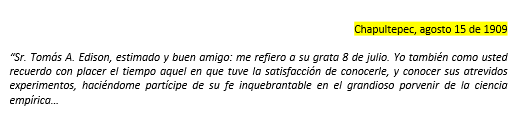 Chapultepec, agosto 15 de 1909
“Sr. Tomás A. Edison, estimado y buen amigo: me refiero a su grata 8 de julio. Yo también como usted
recuerdo con placer el tiempo aquel en que tuve la satisfacción de conocerle, y conocer sus atrevidos
experimentos, haciéndome partícipe de su fe inquebrantable en el grandioso porvenir de la ciencia
empírica…